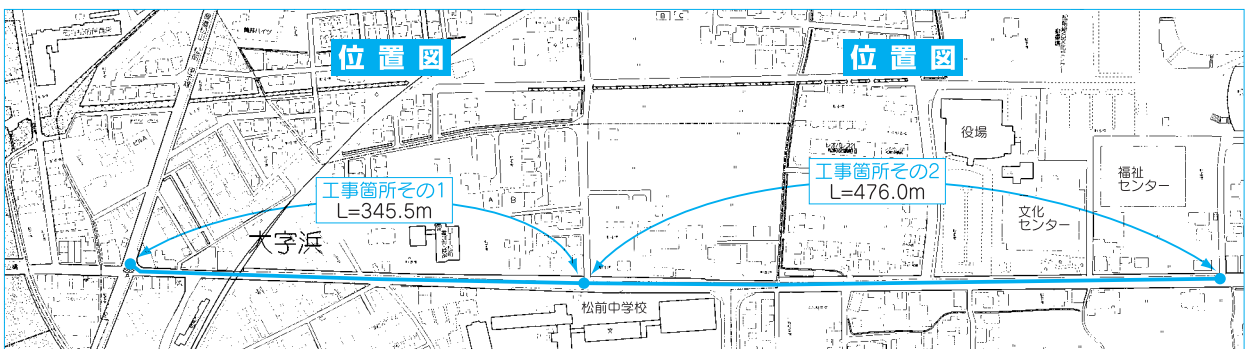 位置図
位置図
役場
工事箇所その1
L=345.5m
工事箇所その2
L=476.0m
福祉
センター
文化
センター
大字浜
A
B
松前中学校
文
B
C